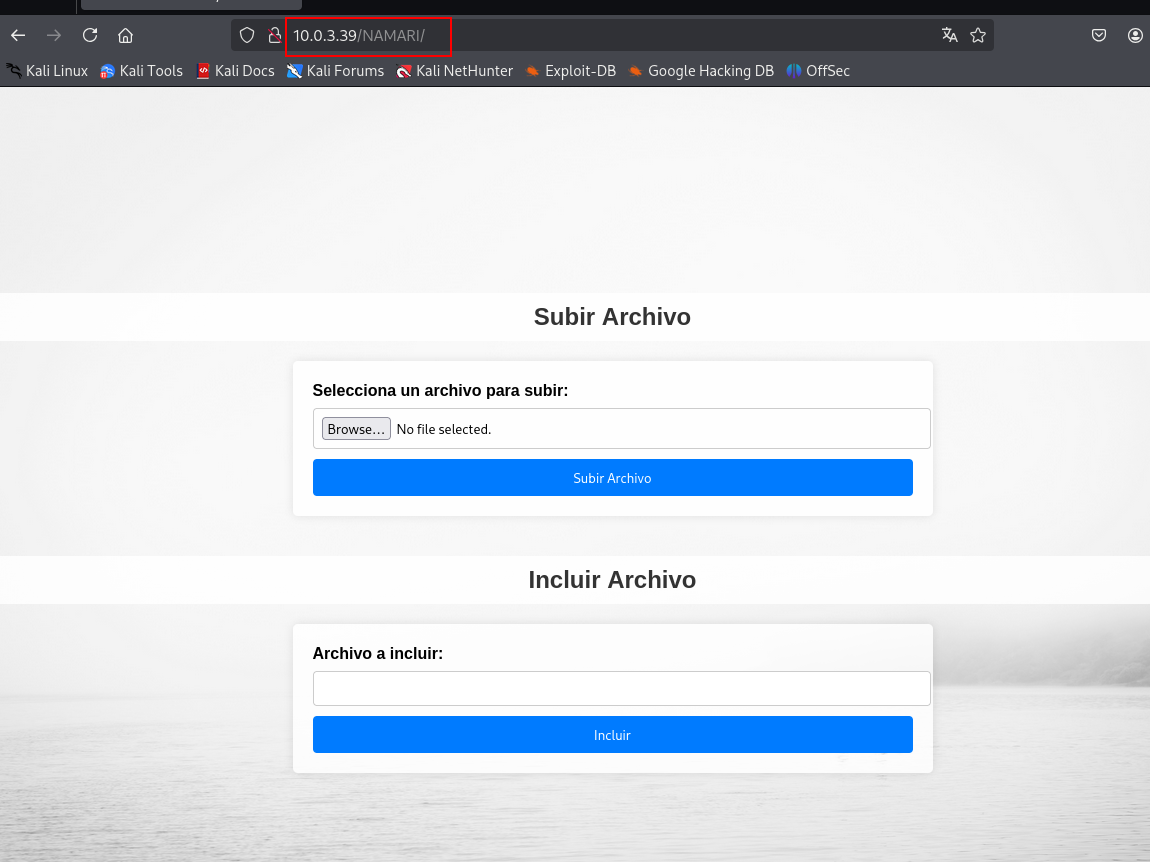 10.0.3.39/NAMARI/
Kali Linux Kali Tools Kali Docs Kali Forums Kali NetHunter Exploit-DB Google Hacking DB OffSec
Subir Archivo
Selecciona un archivo para subir:
Browse... No file selected.
Subir Archivo
Incluir Archivo
Archivo a incluir:
Incluir